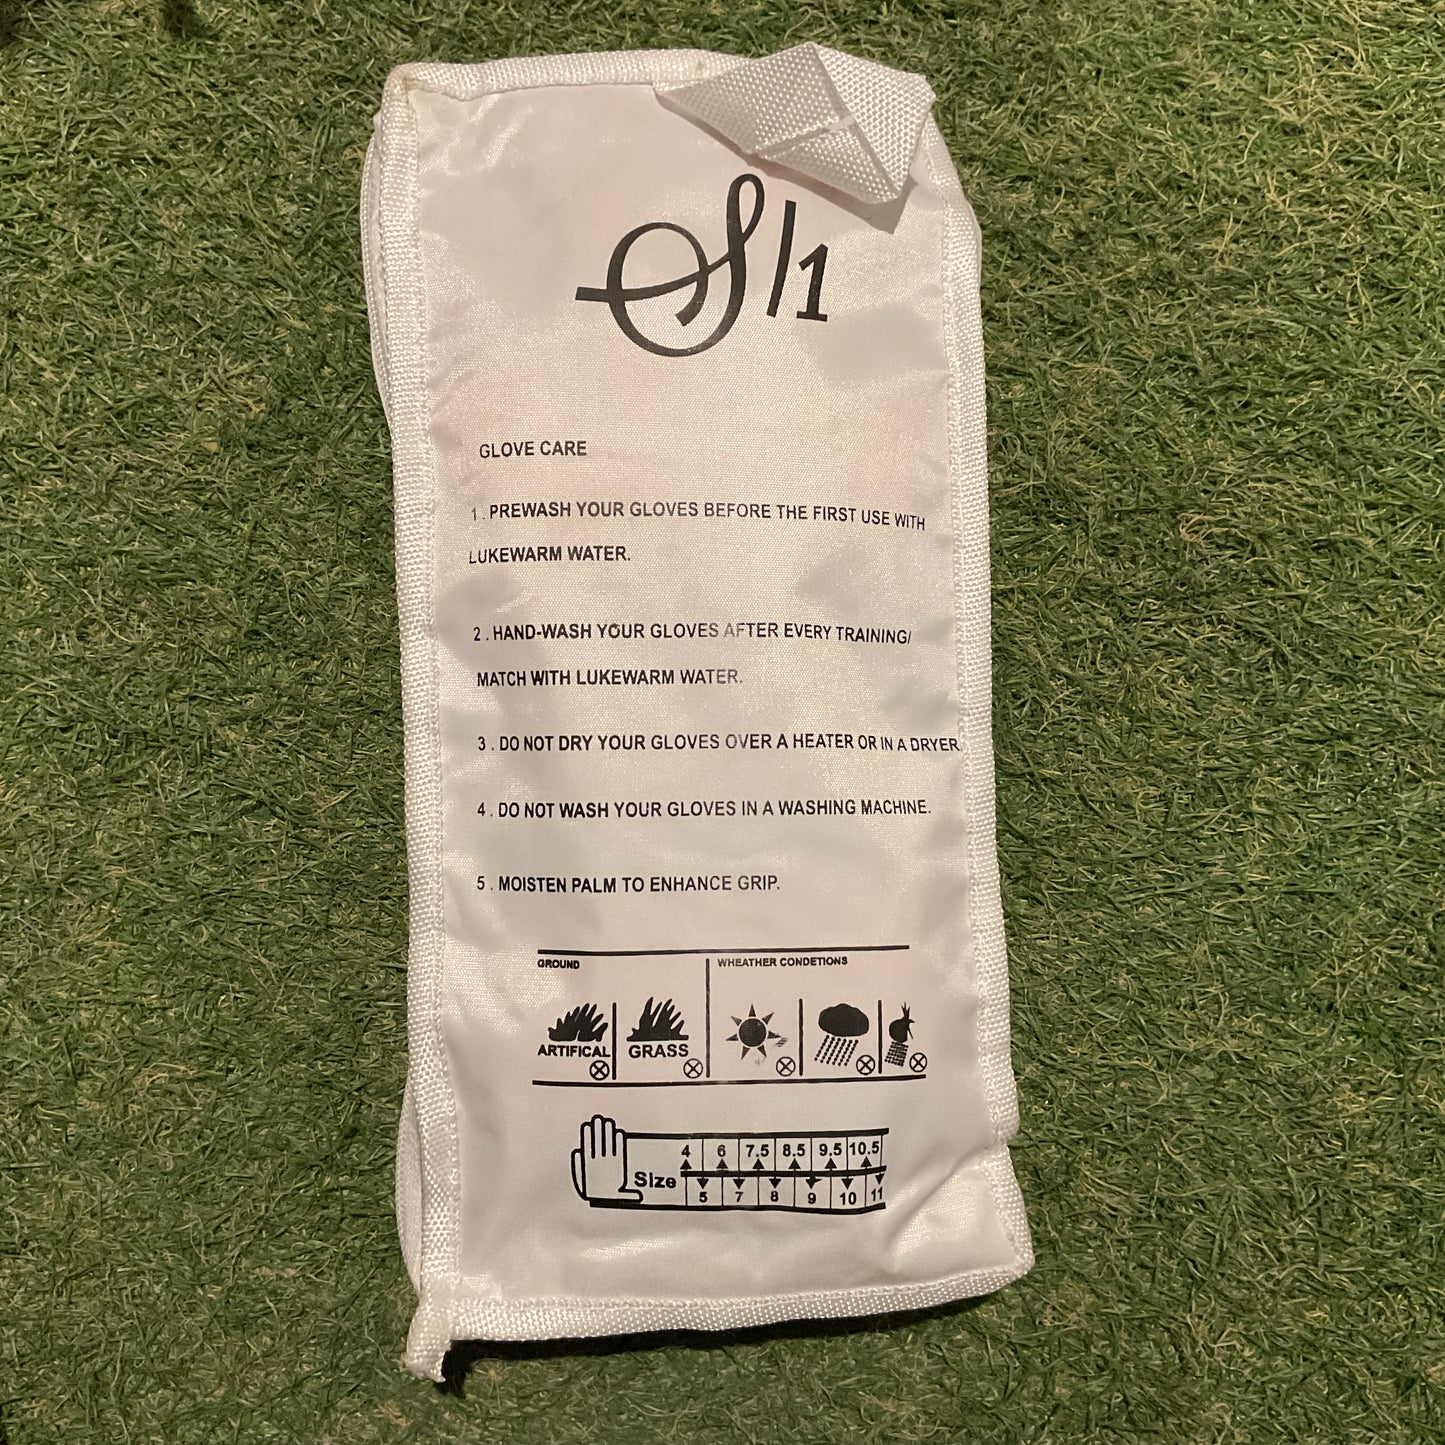 S/1
GLOVE CARE
1 . PREWASH YOUR GLOVES BEFORE THE FIRST USE WITH
LUKEWARM WATER.
2 . HAND-WASH YOUR GLOVES AFTER EVERY TRAINING/
MATCH WITH LUKEWARM WATER.
3 . DO NOT DRY YOUR GLOVES OVER A HEATER OR IN A DRYER
4 . DO NOT WASH YOUR GLOVES IN A WASHING MACHINE.
5 . MOISTEN PALM TO ENHANCE GRIP.
GROUND
WHEATHER CONDETIONS
ARTIFICAL GRASS
4 6 7.5 8.5 9.5 10.5
Size
5 7 8 9 10 11